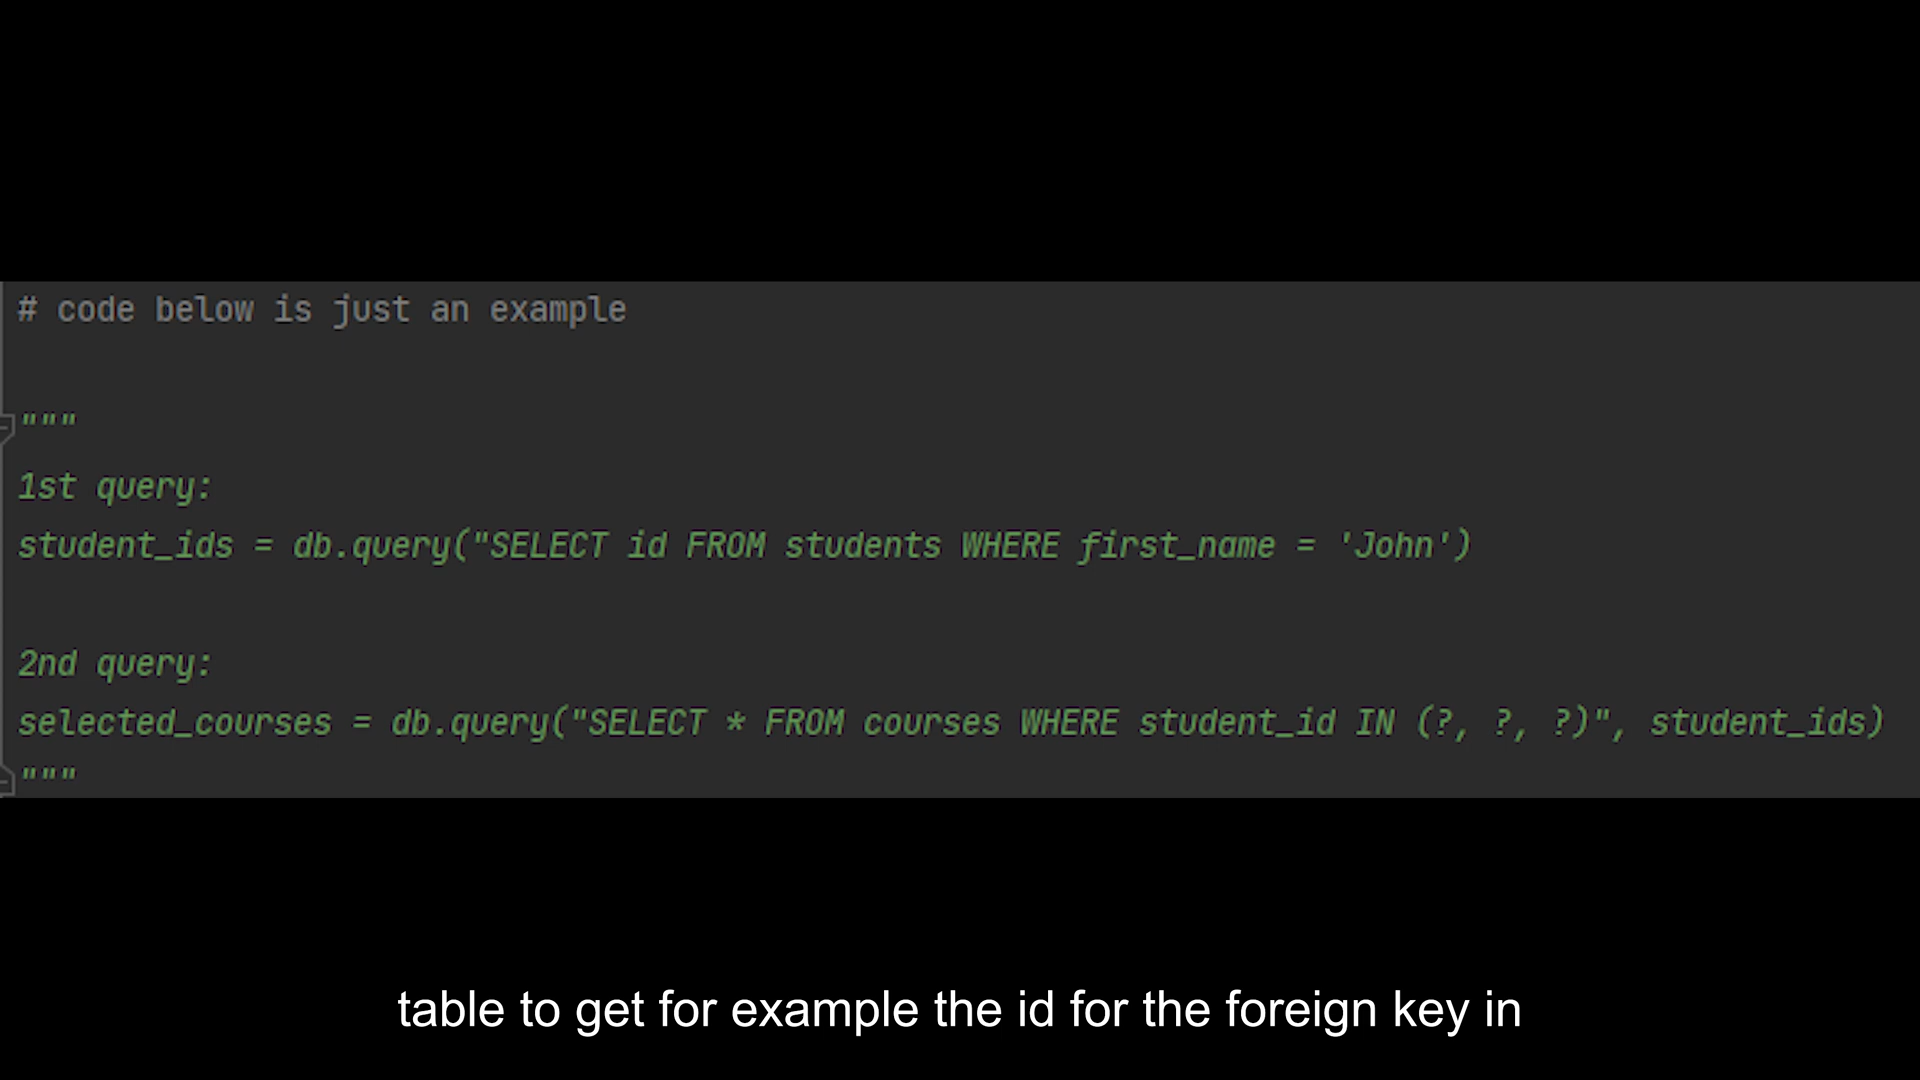 # code below is just an example
"""
1st query:
student_ids = db.query("SELECT id FROM students WHERE first_name = 'John')
2nd query:
selected_courses = db.query("SELECT * FROM courses WHERE student_id IN (?, ?, ?)", student_ids)
"""
table to get for example the id for the foreign key in